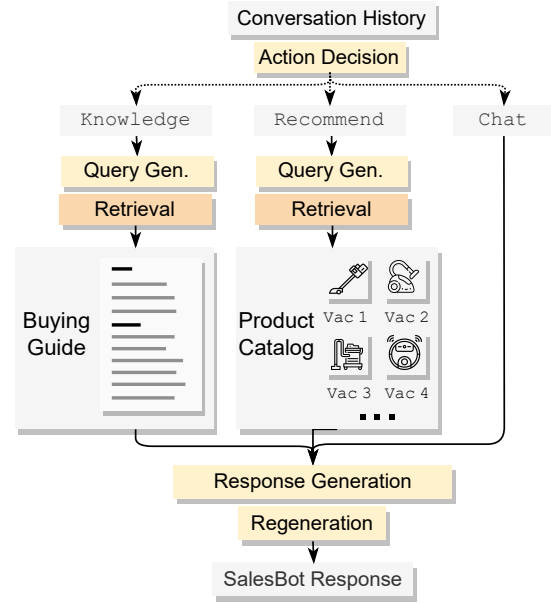 Conversation History
Action Decision
Knowledge Recommend Chat
Query Gen. Query Gen.
Retrieval Retrieval
Buying
Guide
Product
Catalog
Vac 1 Vac 2
Vac 3 Vac 4
Response Generation
Regeneration
SalesBot Response